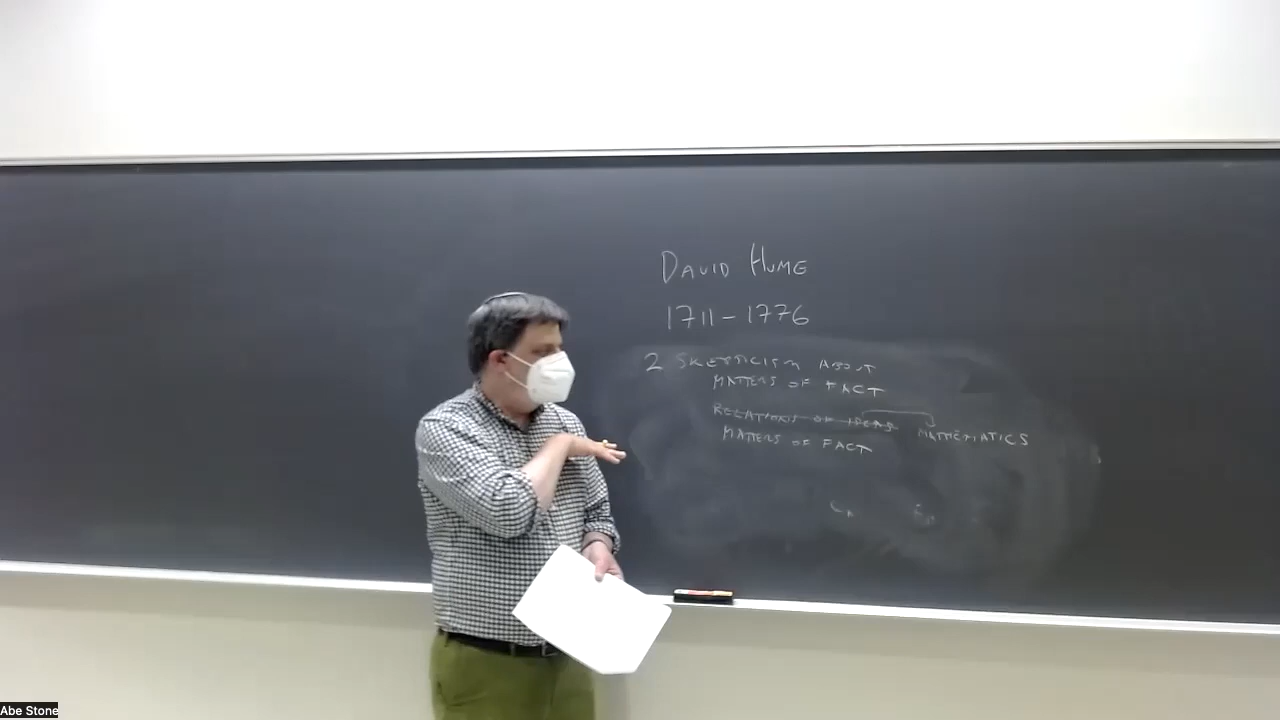 DAVID HUME
1711-1776
2 SKEPTICISM ABOUT
MATTERS OF FACT
RELATIONS OF IDEAS
MATHEMATICS
MATTERS OF FACT
Abe Stone